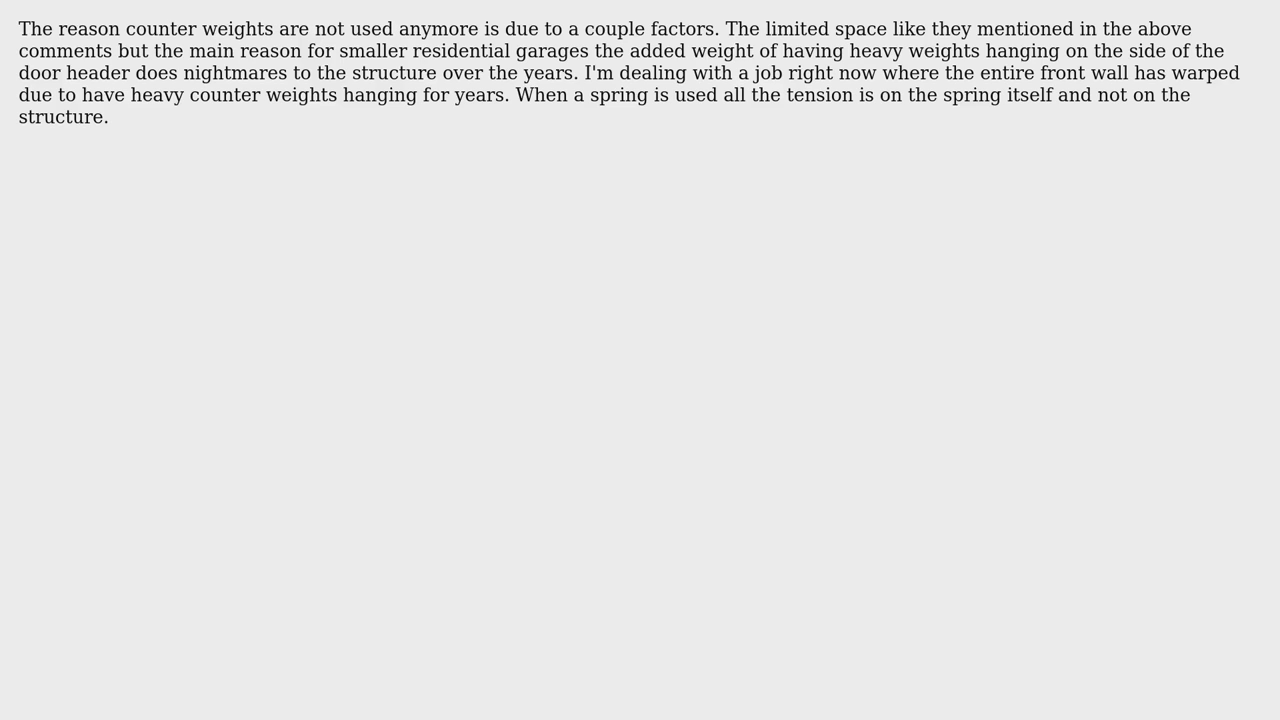 The reason counter weights are not used anymore is due to a couple factors. The limited space like they mentioned in the above
comments but the main reason for smaller residential garages the added weight of having heavy weights hanging on the side of the
door header does nightmares to the structure over the years. I'm dealing with a job right now where the entire front wall has warped
due to have heavy counter weights hanging for years. When a spring is used all the tension is on the spring itself and not on the
structure.